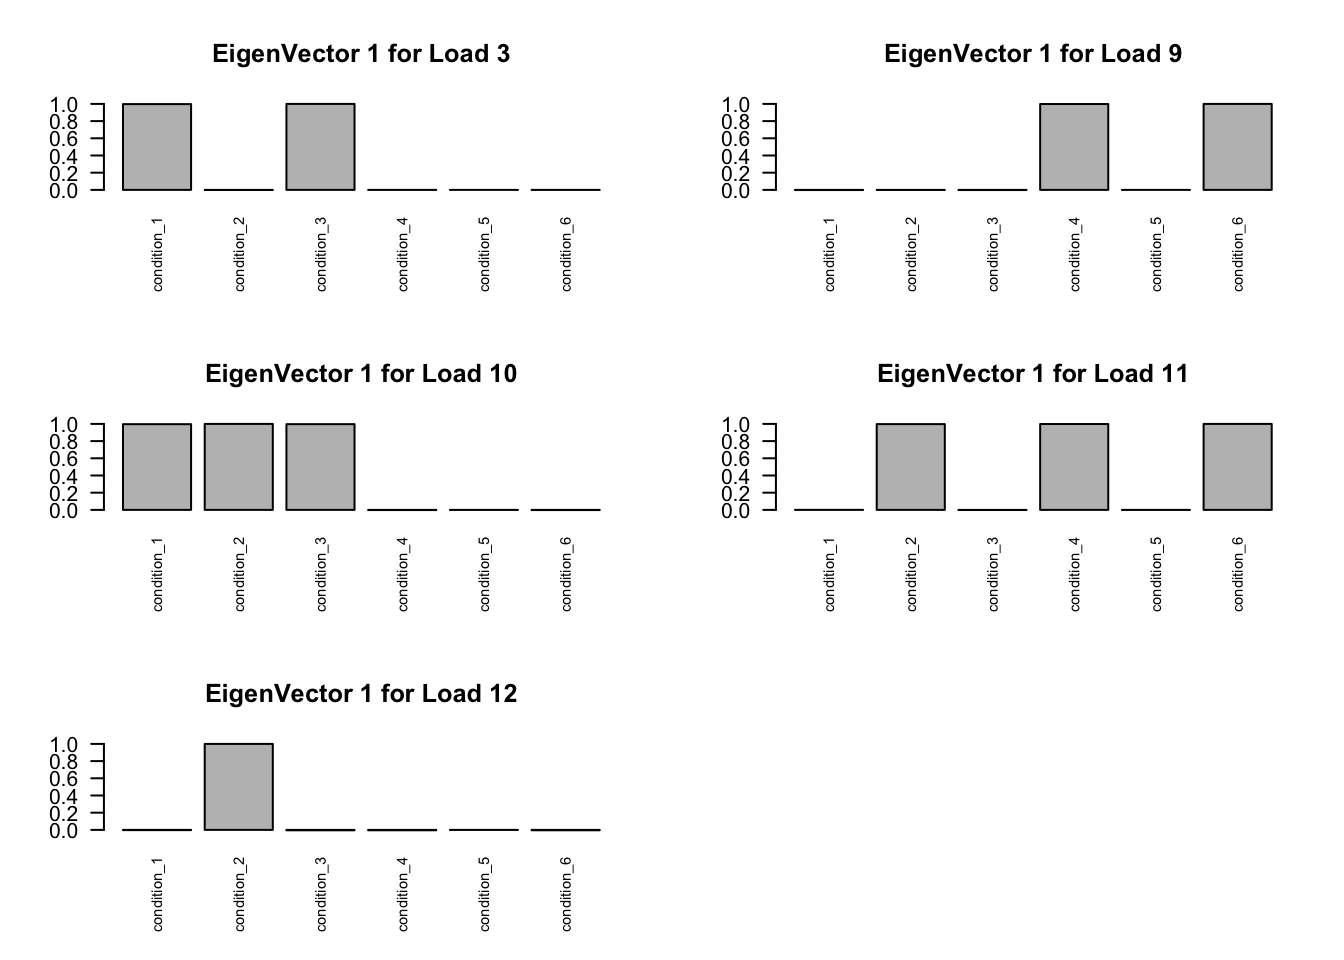 EigenVector 1 for Load 3
1.0
0.8
0.6
0.4
0.2
0.0
condition_1
condition_2
condition_3
condition_4
condition_5
condition_6
EigenVector 1 for Load 9
1.0
0.8
0.6
0.4
0.2
0.0
condition_1
condition_2
condition_3
condition_4
condition_5
condition_6
EigenVector 1 for Load 10
1.0
0.8
0.6
0.4
0.2
0.0
condition_1
condition_2
condition_3
condition_4
condition_5
condition_6
EigenVector 1 for Load 11
1.0
0.8
0.6
0.4
0.2
0.0
condition_1
condition_2
condition_3
condition_4
condition_5
condition_6
EigenVector 1 for Load 12
1.0
0.8
0.6
0.4
0.2
0.0
condition_1
condition_2
condition_3
condition_4
condition_5
condition_6